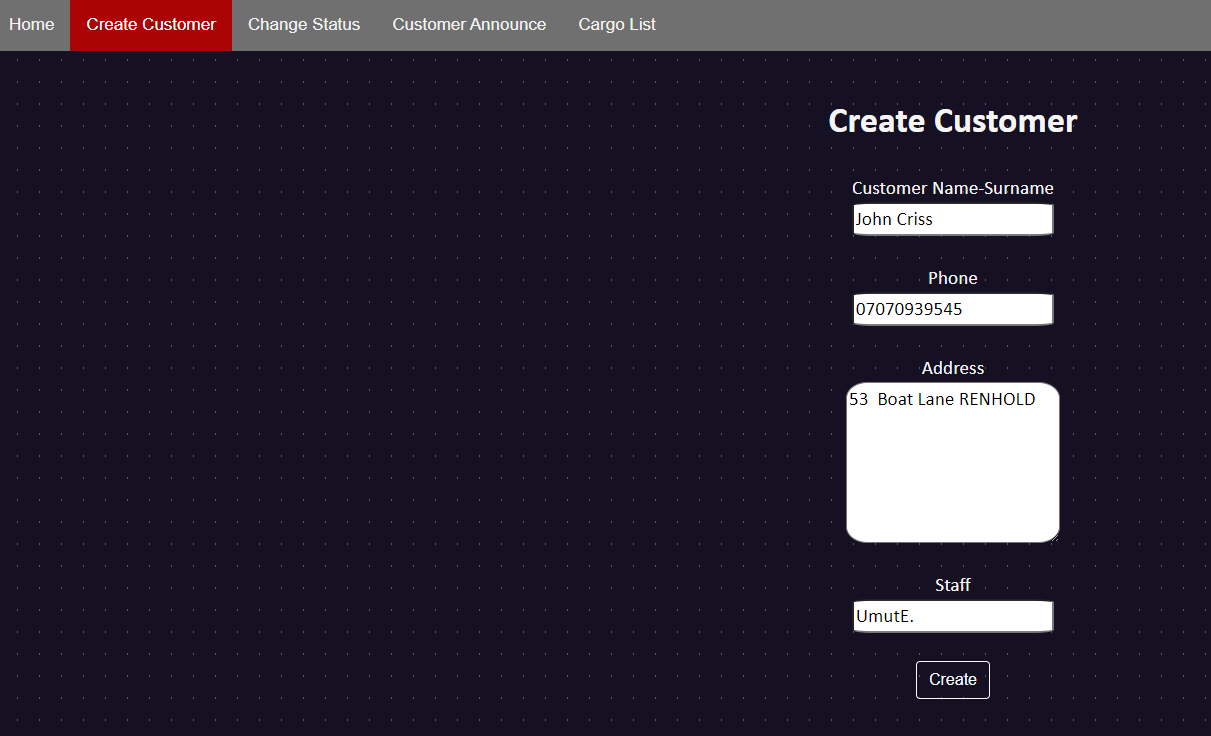 Home Create Customer Change Status Customer Announce Cargo List
Create Customer
Customer Name-Surname
John Criss
Phone
07070939545
Address
53  Boat Lane RENHOLD
Staff
UmutE.
Create